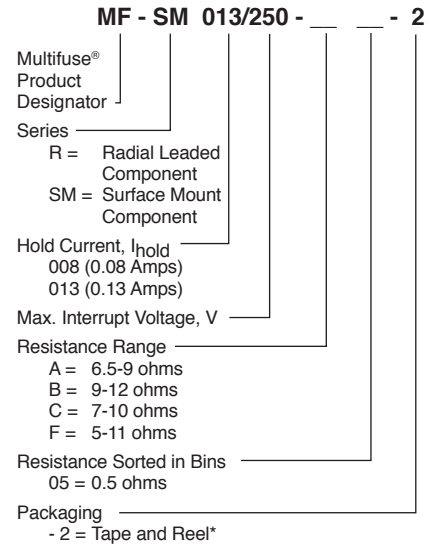 MF - SM 013/250 - __ __ - 2
Multifuse®
Product
Designator
Series
R = Radial Leaded
Component
SM = Surface Mount
Component
Hold Current, Ihold
008 (0.08 Amps)
013 (0.13 Amps)
Max. Interrupt Voltage, V
Resistance Range
A = 6.5-9 ohms
B = 9-12 ohms
C = 7-10 ohms
F = 5-11 ohms
Resistance Sorted in Bins
05 = 0.5 ohms
Packaging
- 2 = Tape and Reel*